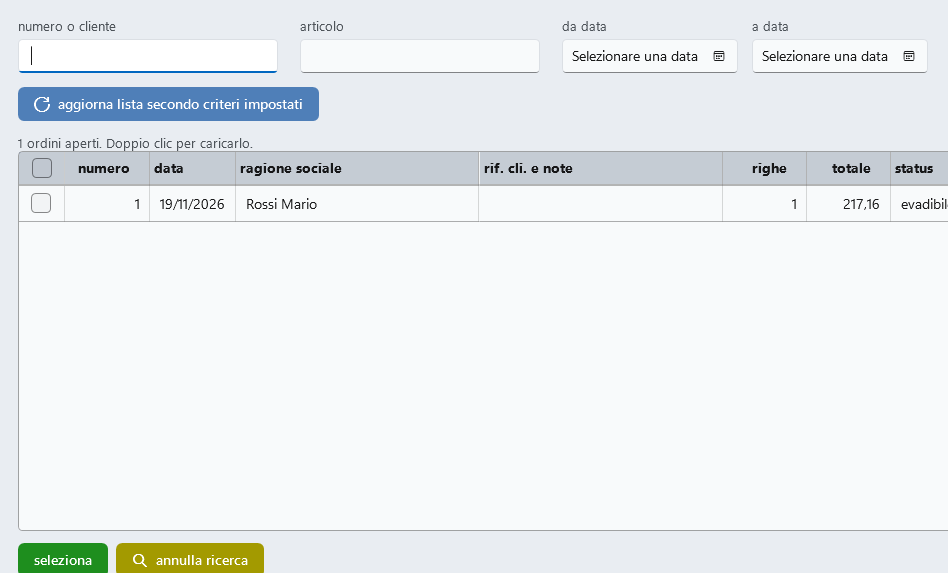 numero o cliente articolo da data a data
Selezionare una data Selezionare una data
aggiorna lista secondo criteri impostati
1 ordini aperti. Doppio clic per caricarlo.
numero data ragione sociale rif. cli. e note righe totale status
1 19/11/2026 Rossi Mario 1 217,16 evadibil
seleziona annulla ricerca